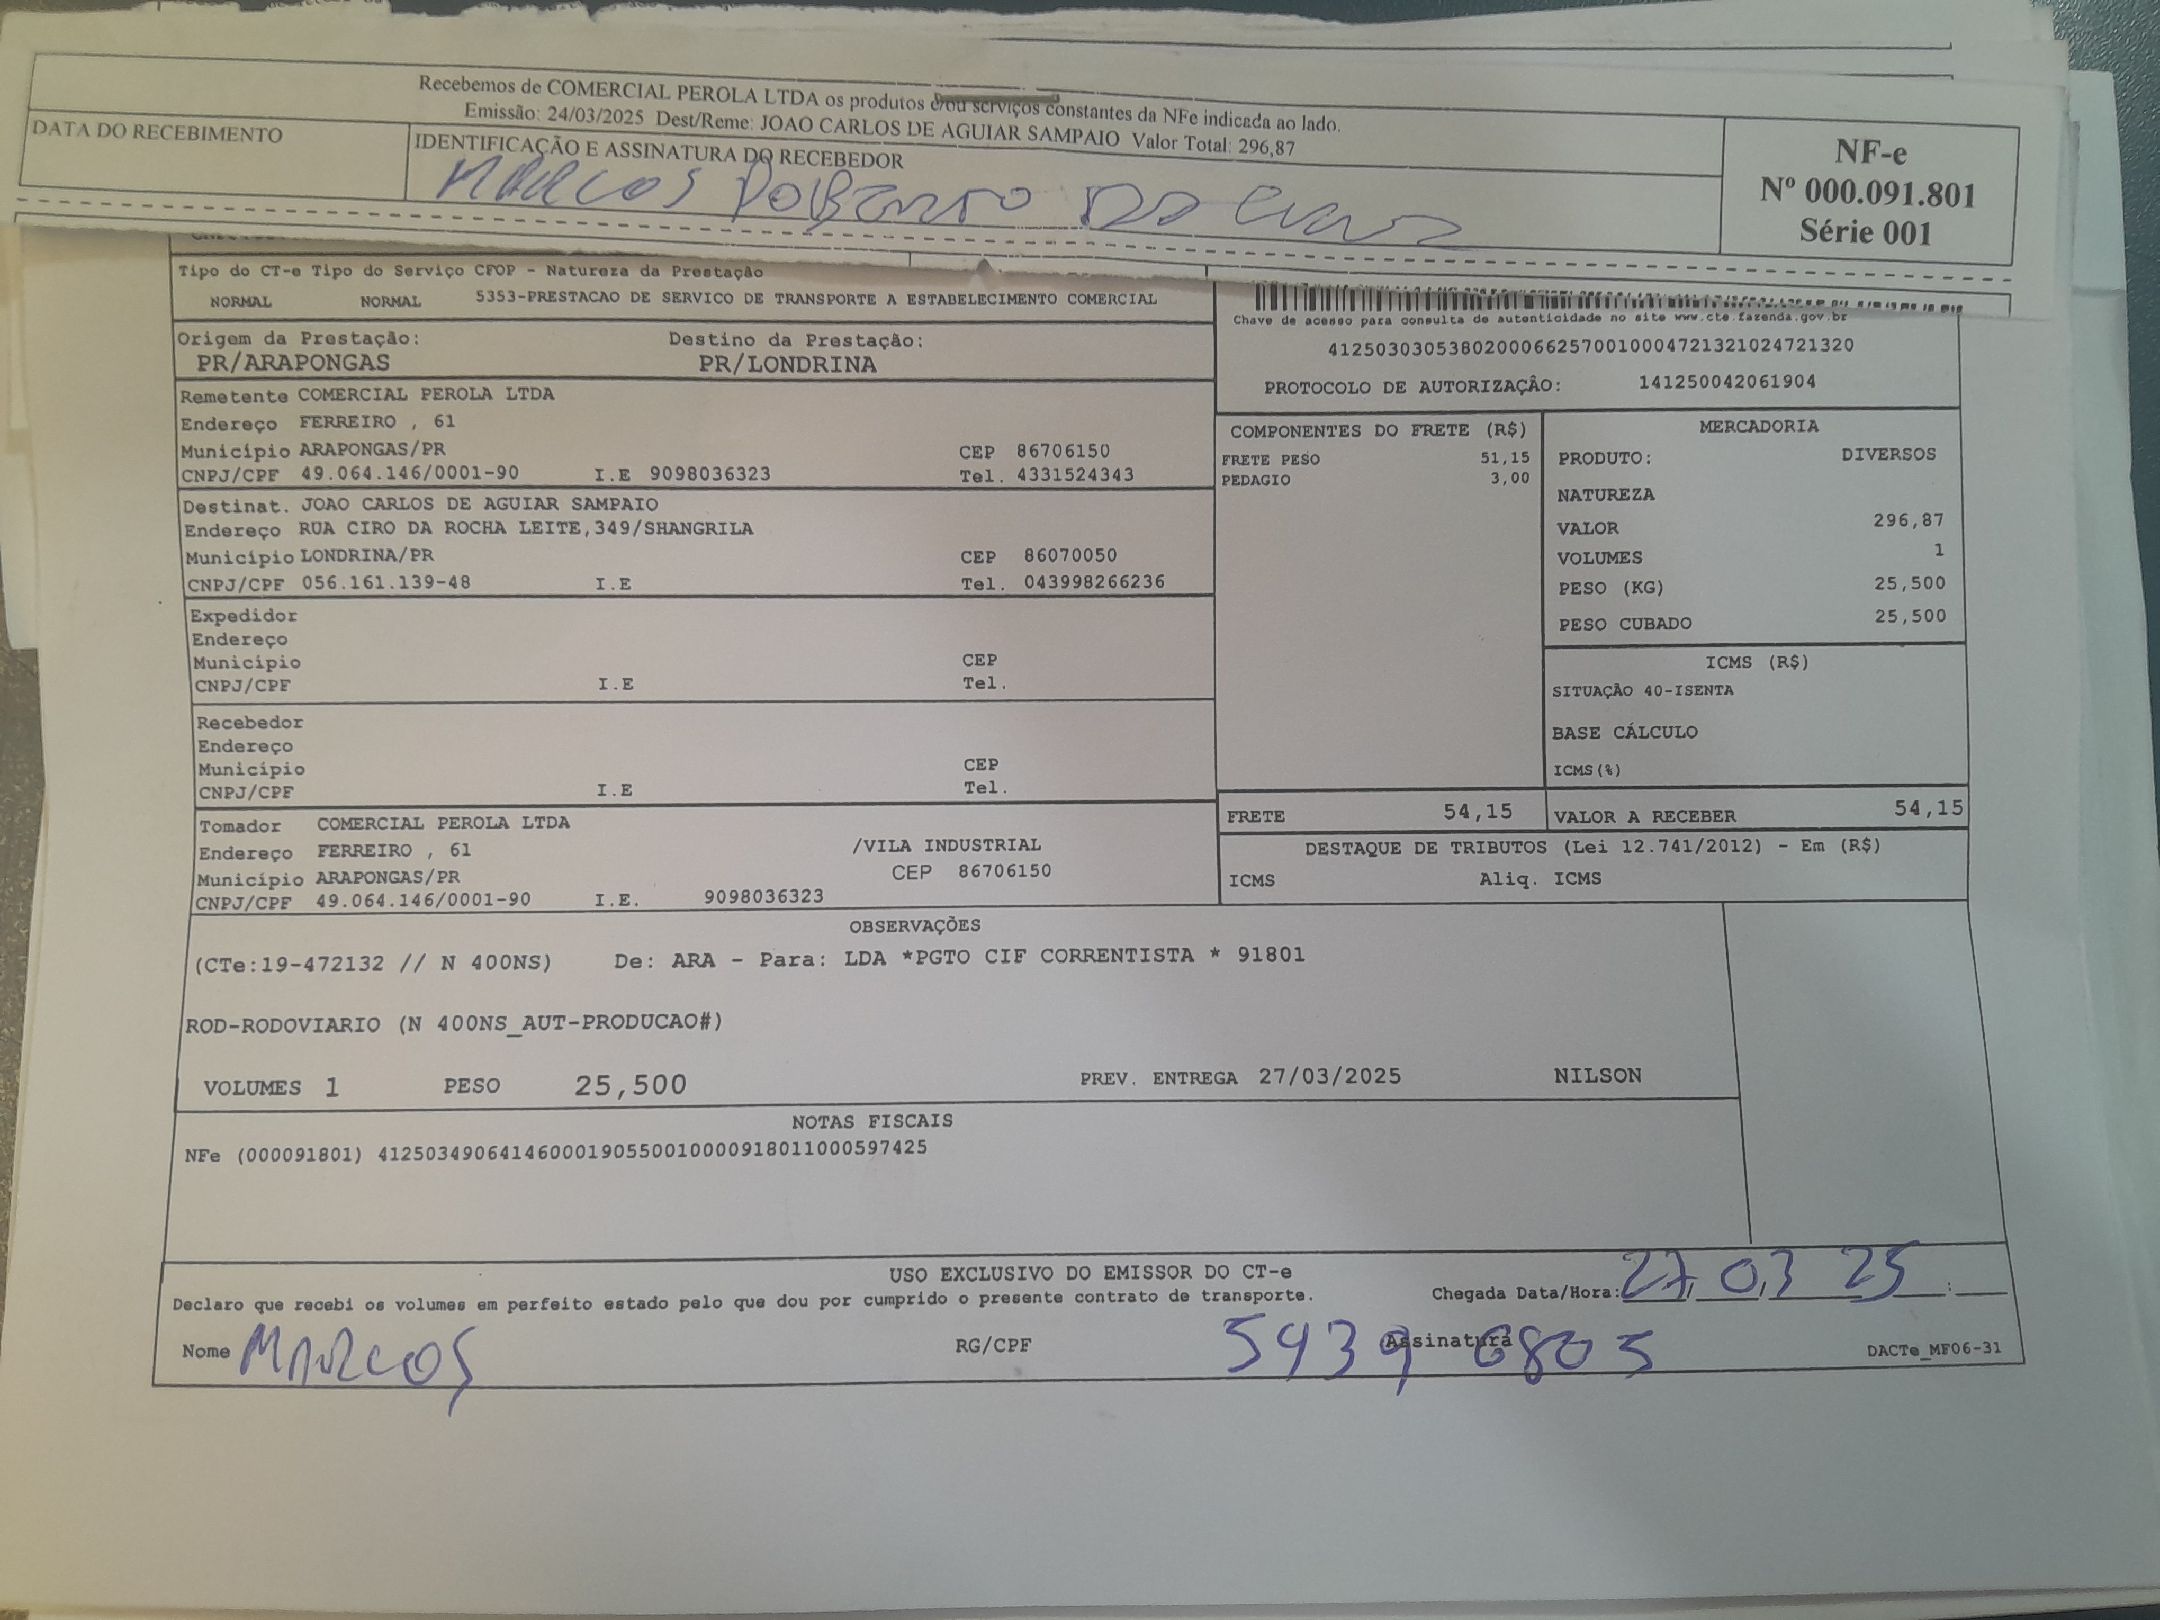 Recebemos de COMERCIAL PEROLA LTDA os produtos e/ou serviços constantes da NFe indicada ao lado.
Emissão: 24/03/2025 Dest/Reme: JOAO CARLOS DE AGUIAR SAMPAIO Valor Total: 296,87
DATA DO RECEBIMENTO
IDENTIFICAÇÃO E ASSINATURA DO RECEBEDOR
MARCOS
NF-e
Nº 000.091.801
Série 001
Tipo do CT-e Tipo do Serviço CFOP - Natureza da Prestação
NORMAL NORMAL 5353-PRESTACAO DE SERVICO DE TRANSPORTE A ESTABELECIMENTO COMERCIAL
Chave de acesso para consulta de autenticidade no site www.cte.fazenda.gov.br
41250303053802000662570010004721321024721320
PROTOCOLO DE AUTORIZAÇÃO: 141250042061904
Origem da Prestação: Destino da Prestação:
PR/ARAPONGAS PR/LONDRINA
Remetente COMERCIAL PEROLA LTDA
Endereço FERREIRO , 61
Município ARAPONGAS/PR CEP 86706150
CNPJ/CPF 49.064.146/0001-90 I.E 9098036323 Tel. 4331524343
Destinat. JOAO CARLOS DE AGUIAR SAMPAIO
Endereço RUA CIRO DA ROCHA LEITE,349/SHANGRILA
Município LONDRINA/PR CEP 86070050
CNPJ/CPF 056.161.139-48 I.E Tel. 043998266236
Expedidor
Endereço
Município CEP
CNPJ/CPF I.E Tel.
Recebedor
Endereço
Município CEP
CNPJ/CPF I.E Tel.
Tomador COMERCIAL PEROLA LTDA
Endereço FERREIRO , 61 /VILA INDUSTRIAL
Município ARAPONGAS/PR CEP 86706150
CNPJ/CPF 49.064.146/0001-90 I.E. 9098036323
COMPONENTES DO FRETE (R$)
FRETE PESO 51,15
PEDAGIO 3,00
MERCADORIA
PRODUTO: DIVERSOS
NATUREZA
VALOR 296,87
VOLUMES 1
PESO (KG) 25,500
PESO CUBADO 25,500
ICMS (R$)
SITUAÇÃO 40-ISENTA
BASE CÁLCULO
ICMS(%)
FRETE 54,15 VALOR A RECEBER 54,15
DESTAQUE DE TRIBUTOS (Lei 12.741/2012) - Em (R$)
ICMS Aliq. ICMS
OBSERVAÇÕES
(CTe:19-472132 // N 400NS) De: ARA - Para: LDA *PGTO CIF CORRENTISTA * 91801
ROD-RODOVIARIO (N 400NS_AUT-PRODUCAO#)
VOLUMES 1 PESO 25,500 PREV. ENTREGA 27/03/2025 NILSON
NOTAS FISCAIS
NFe (000091801) 41250349064146000190550010000918011000597425
USO EXCLUSIVO DO EMISSOR DO CT-e
Declaro que recebi os volumes em perfeito estado pelo que dou por cumprido o presente contrato de transporte.
Chegada Data/Hora: 27 03 25
Nome MARCOS RG/CPF 5939 6803 Assinatura
DACTe_MF06-31